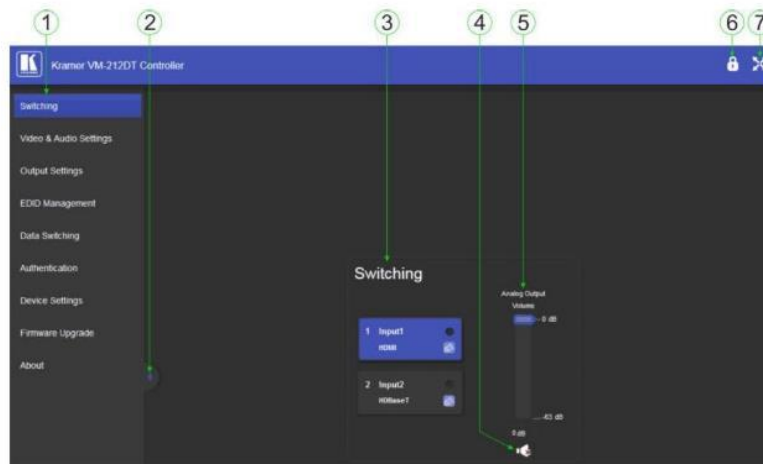 1 2 3 4 5 6 7
Kramer VM-212DT Controller
Switching
Video & Audio Settings
Output Settings
EDID Management
Data Switching
Authentication
Device Settings
Firmware Upgrade
About
Switching
1 Input1
HDMI
2 Input2
HDBaseT
Analog Output
Volume
0 dB
-63 dB
0 dB